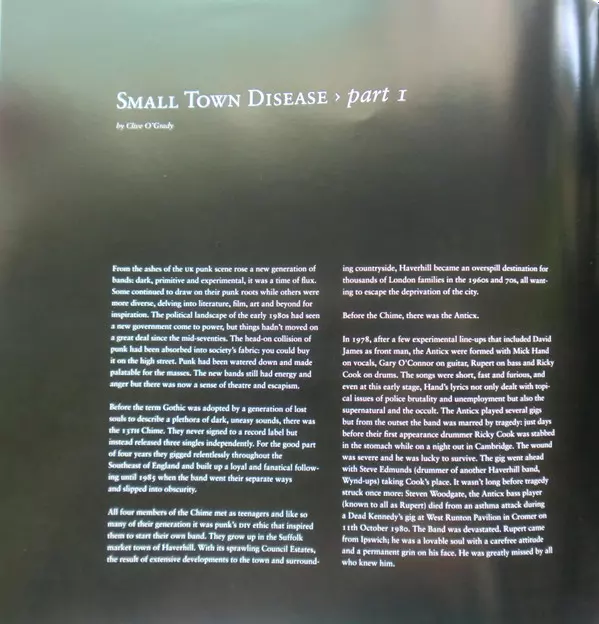 SMALL TOWN DISEASE › part 1
by Clive O'Grady
From the ashes of the UK punk scene rose a new generation of
bands: dark, primitive and experimental, it was a time of flux.
Some continued to draw on their punk roots while others were
more diverse, delving into literature, film, art and beyond for
inspiration. The political landscape of the early 1980s had seen
a new government come to power, but things hadn't moved on
a great deal since the mid-seventies. The head-on collision of
punk had been absorbed into society's fabric: you could buy
it on the high street. Punk had been watered down and made
palatable for the masses. The new bands still had energy and
anger but there was now a sense of theatre and escapism.
Before the term Gothic was adopted by a generation of lost
souls to describe a plethora of dark, uneasy sounds, there was
the 13TH Chime. They never signed to a record label but
instead released three singles independently. For the good part
of four years they gigged relentlessly throughout the
Southeast of England and built up a loyal and fanatical follow-
ing until 1985 when the band went their separate ways
and slipped into obscurity.
All four members of the Chime met as teenagers and like so
many of their generation it was punk's DIY ethic that inspired
them to start their own band. They grow up in the Suffolk
market town of Haverhill. With its sprawling Council Estates,
the result of extensive developments to the town and surround-
ing countryside, Haverhill became an overspill destination for
thousands of London families in the 1960s and 70s, all want-
ing to escape the deprivation of the city.
Before the Chime, there was the Anticx.
In 1978, after a few experimental line-ups that included David
James as front man, the Anticx were formed with Mick Hand
on vocals, Gary O'Connor on guitar, Rupert on bass and Ricky
Cook on drums. The songs were short, fast and furious, and
even at this early stage, Hand's lyrics not only dealt with topi-
cal issues of police brutality and unemployment but also the
supernatural and the occult. The Anticx played several gigs
but from the outset the band was marred by tragedy: just days
before their first appearance drummer Ricky Cook was stabbed
in the stomach while on a night out in Cambridge. The wound
was severe and he was lucky to survive. The gig went ahead
with Steve Edmunds (drummer of another Haverhill band,
Wynd-ups) taking Cook's place. It wasn't long before tragedy
struck once more: Steven Woodgate, the Anticx bass player
(known to all as Rupert) died from an asthma attack during
a Dead Kennedy's gig at West Runton Pavilion in Cromer on
11th October 1980. The Band was devastated. Rupert came
from Ipswich; he was a lovable soul with a carefree attitude
and a permanent grin on his face. He was greatly missed by all
who knew him.